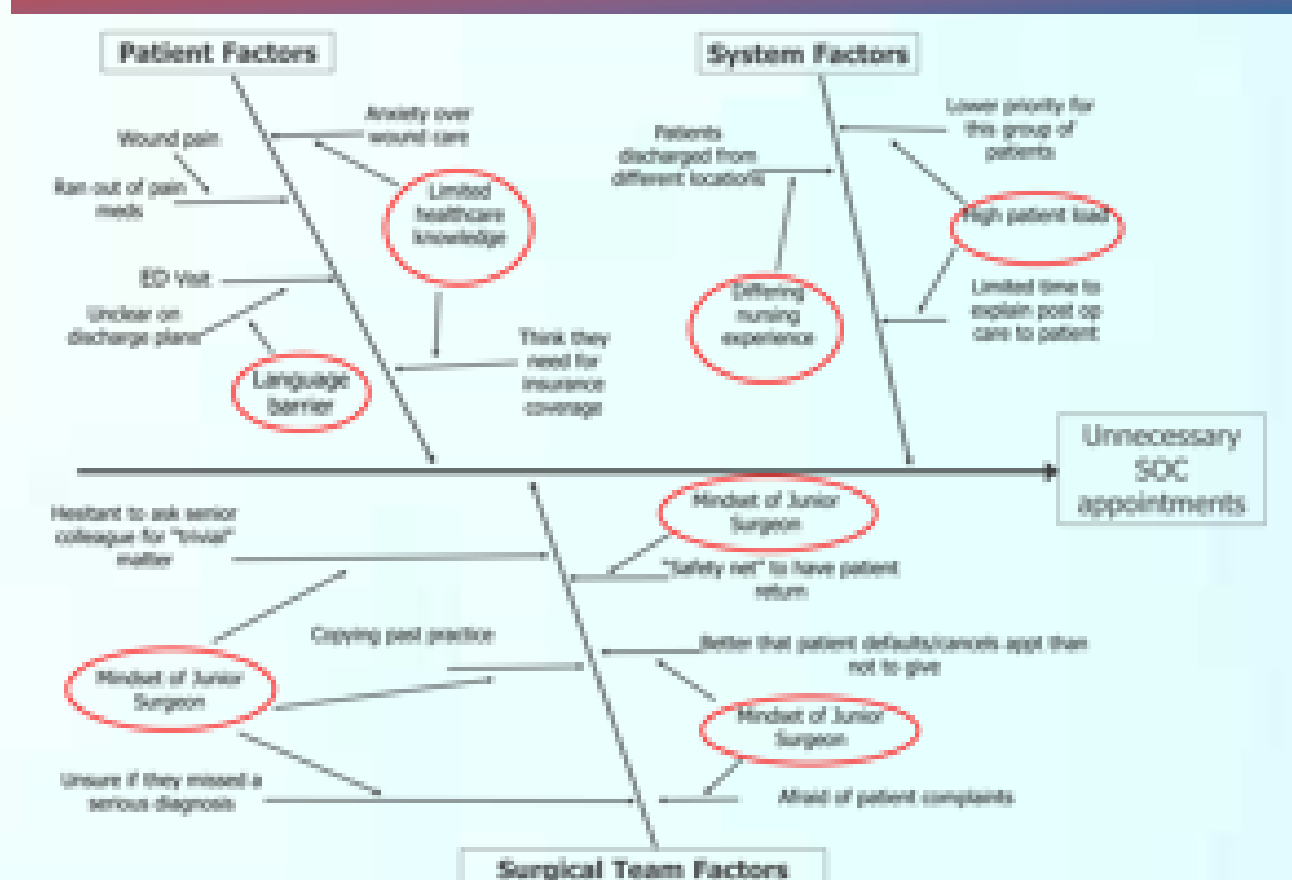 Patient Factors
System Factors
Anxiety over
wound care
Wound pain
Ran out of pain
meds
Limited
healthcare
knowledge
ED Visit
Unclear on
discharge plans
Language
barrier
Think they
need for
insurance
coverage
Patients
discharged from
different locations
Lower priority for
this group of
patients
High patient load
Differing
nursing
experience
Limited time to
explain post op
care to patient
Unnecessary
SOC
appointments
Hesitant to ask senior
colleague for "trivial"
matter
Mindset of Junior
Surgeon
"Safety net" to have patient
return
Copying past practice
Better that patient defaults/cancels appt than
not to give
Mindset of Junior
Surgeon
Mindset of Junior
Surgeon
Unsure if they missed a
serious diagnosis
Afraid of patient complaints
Surgical Team Factors